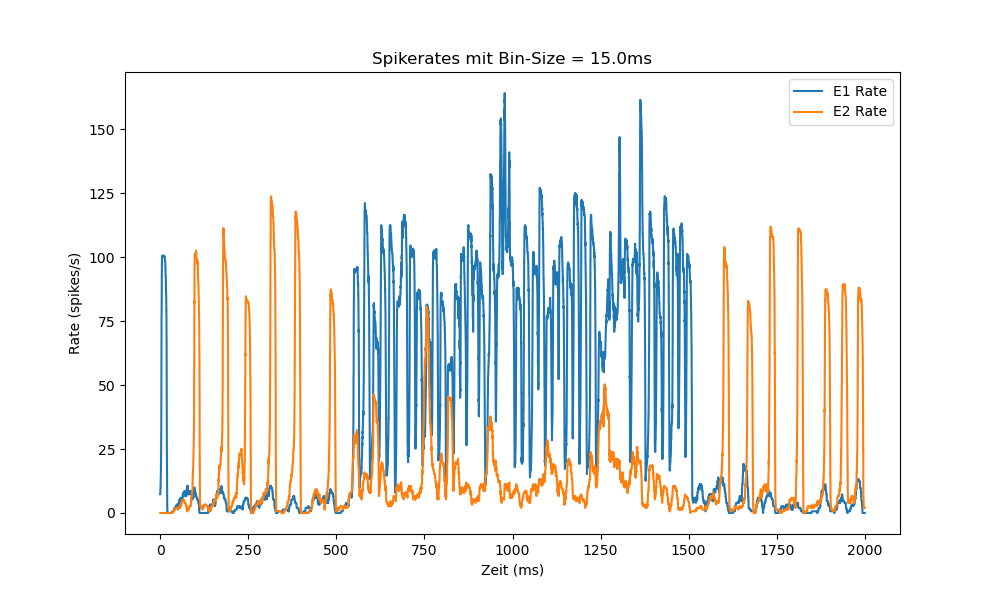 Spikerates mit Bin-Size = 15.0ms
E1 Rate
E2 Rate
Rate (spikes/s)
150
125
100
75
50
25
0
0 250 500 750 1000 1250 1500 1750 2000
Zeit (ms)